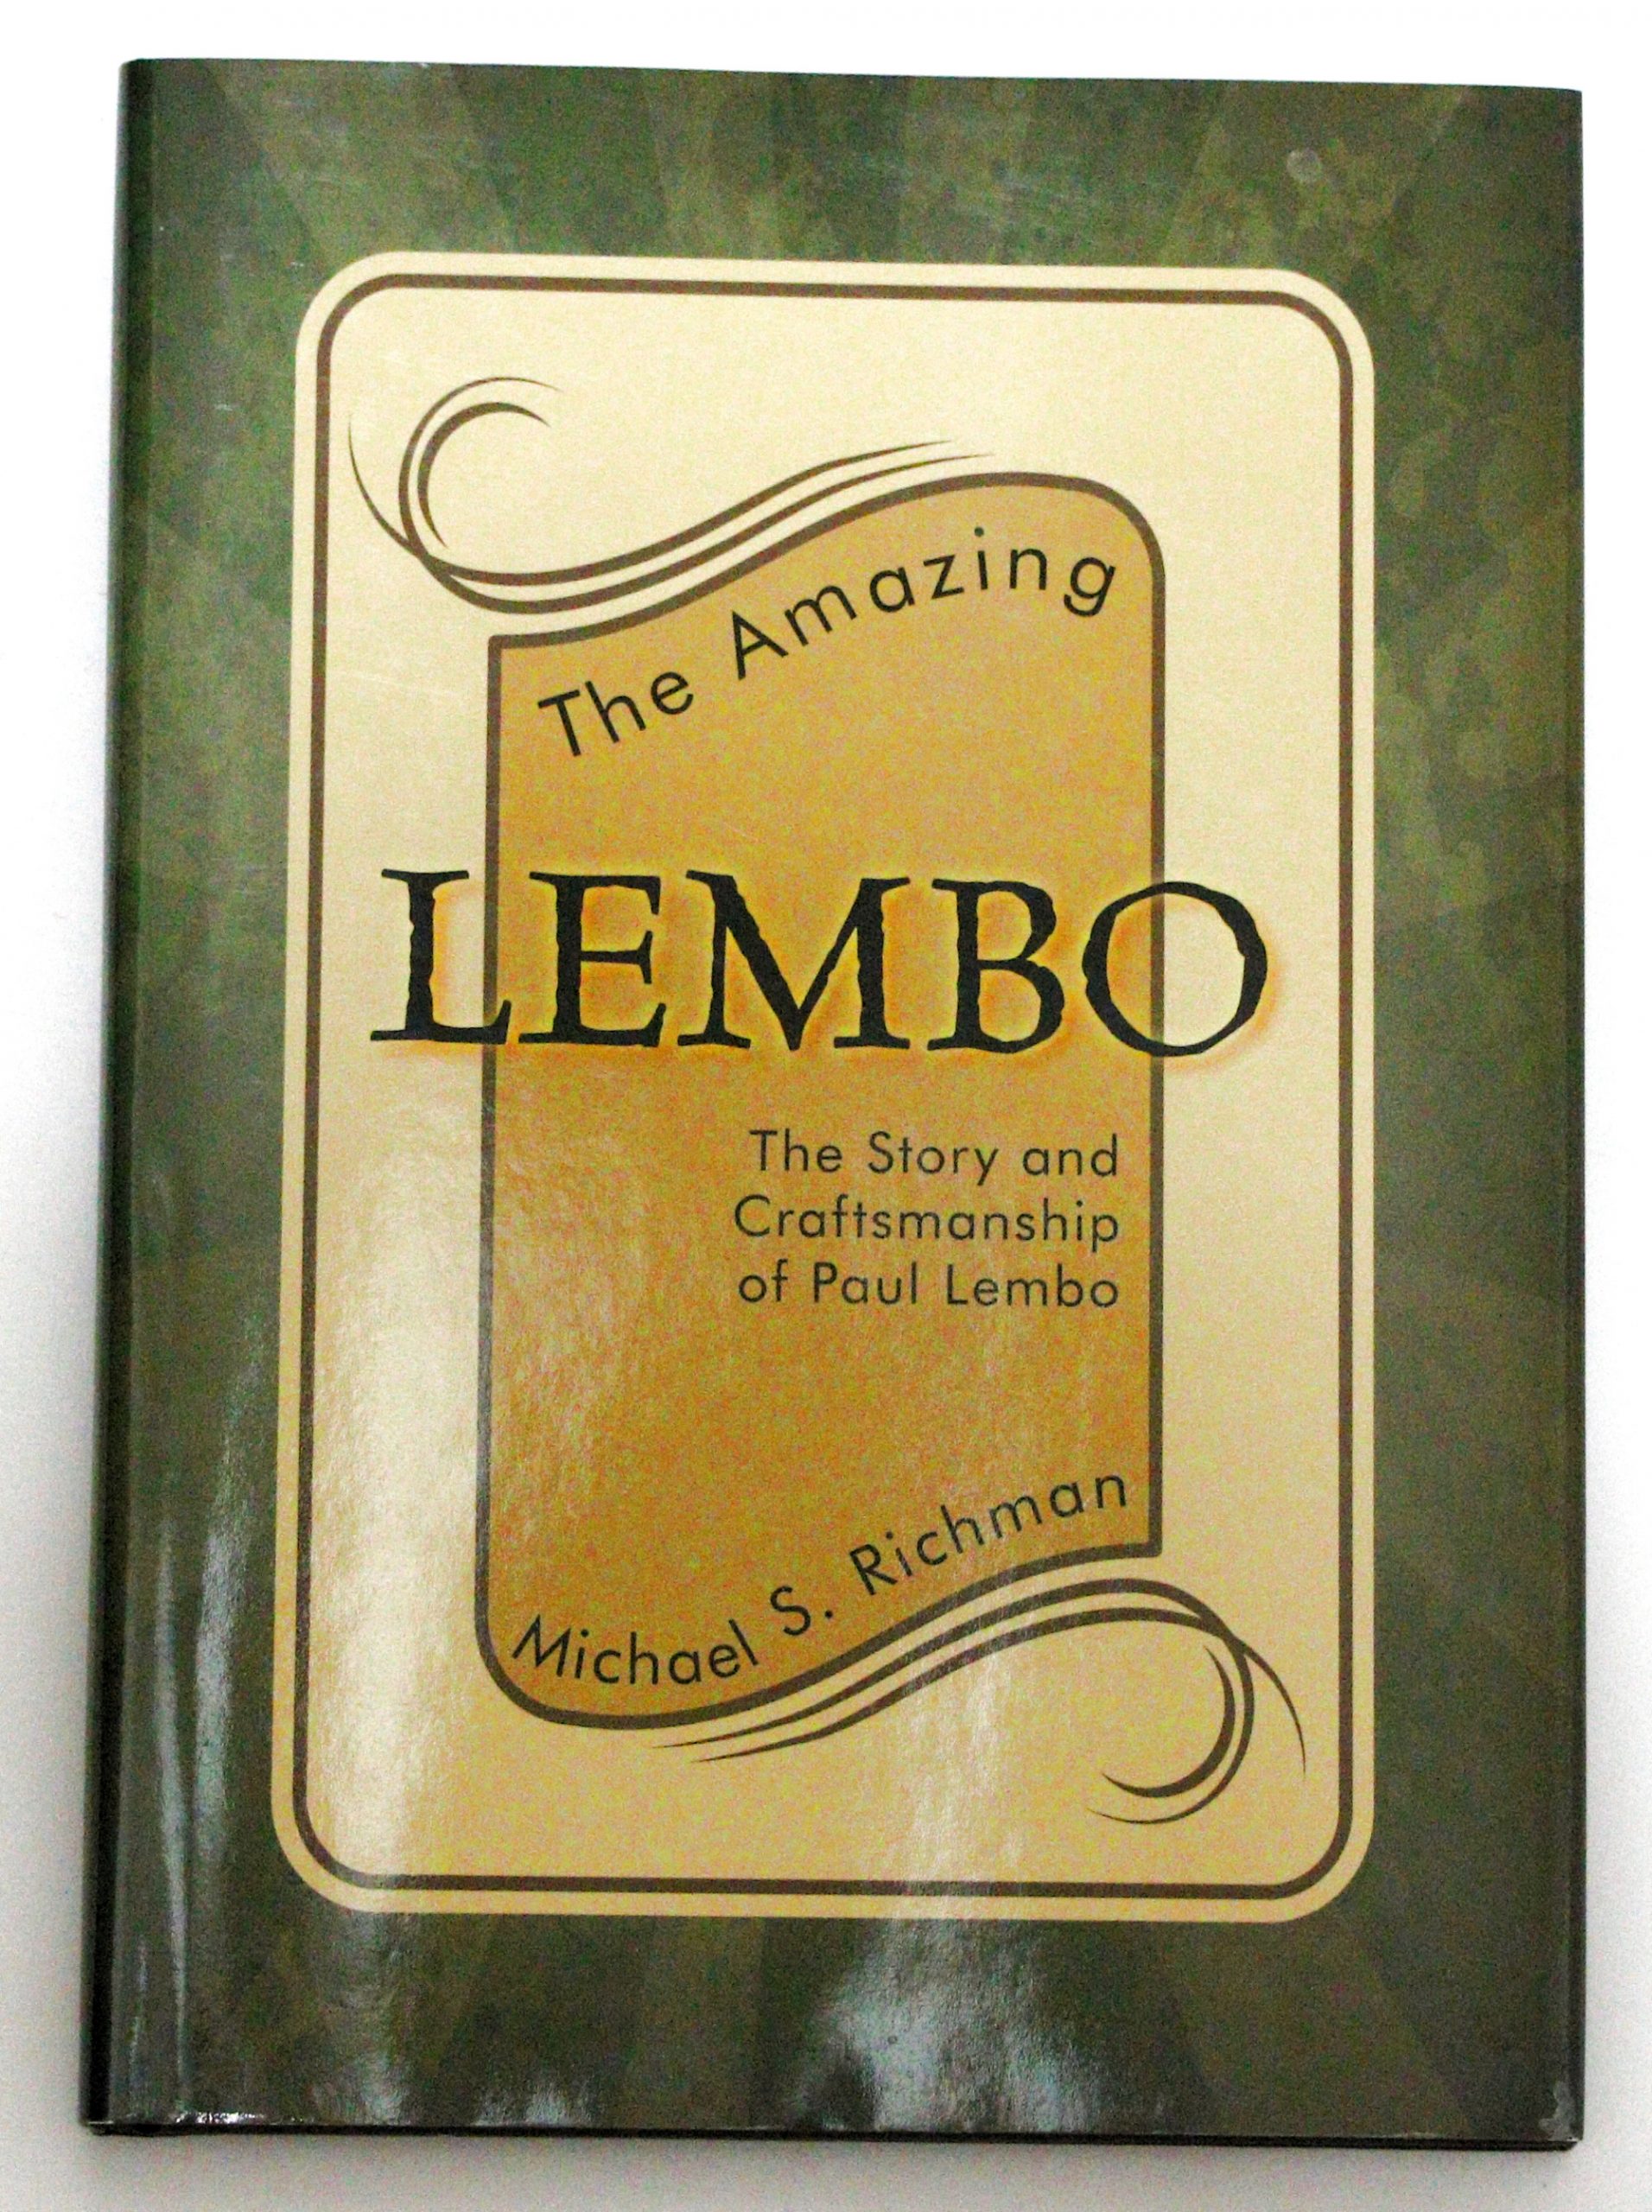 The Amazing
LEMBO
The Story and
Craftsmanship
of Paul Lembo
Michael S. Richman